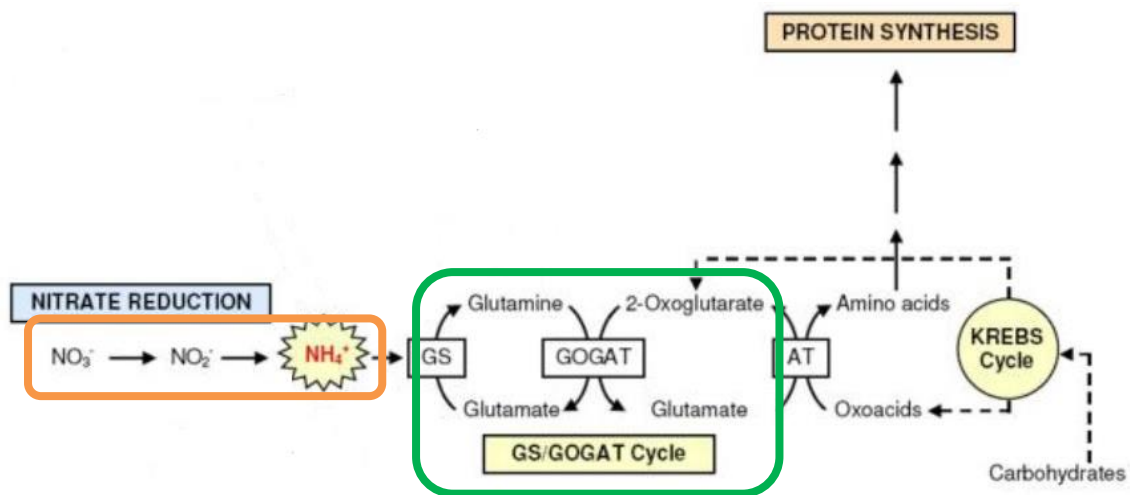 PROTEIN SYNTHESIS
NITRATE REDUCTION
Glutamine
2-Oxoglutarate
Amino acids
NO₃⁻
NO₂⁻
NH₄⁺
GS
GOGAT
AT
KREBS
Cycle
Glutamate
Glutamate
Oxoacids
GS/GOGAT Cycle
Carbohydrates